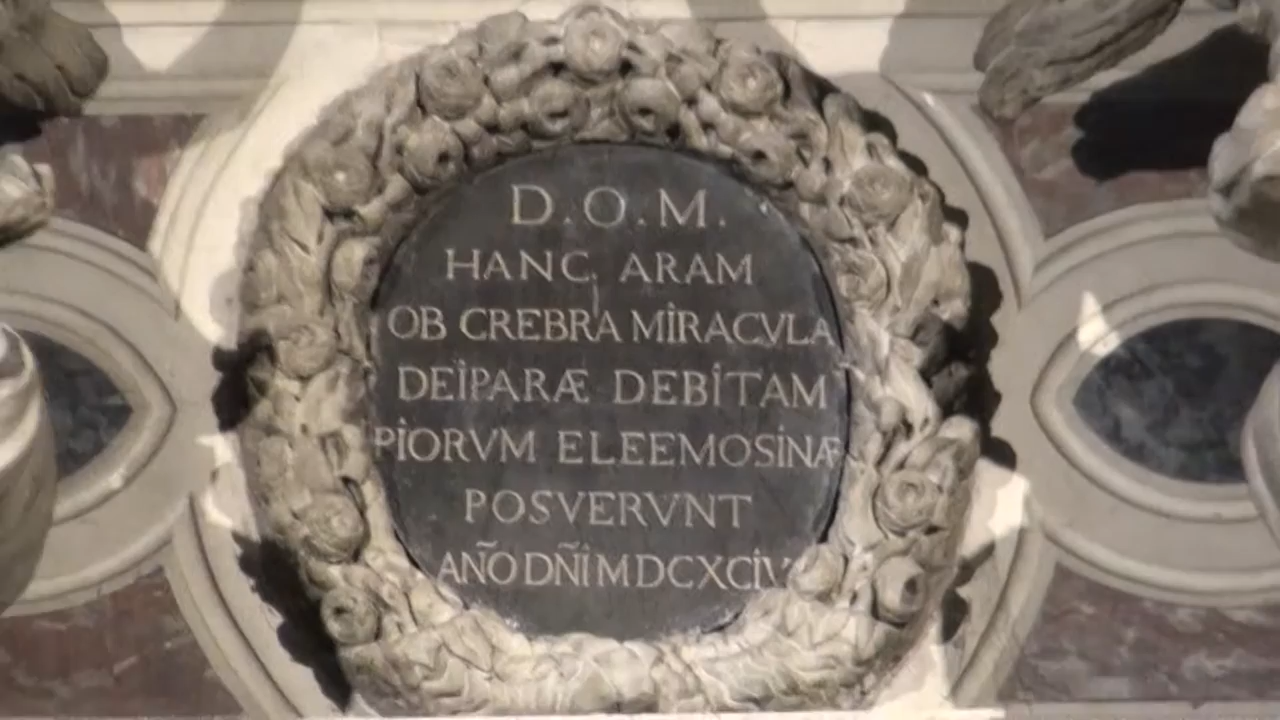 D.O.M.
HANC ARAM
OB CREBRA MIRACVLA
DEIPARÆ DEBITAM
PIORVM ELEEMOSINÆ
POSVERVNT
AÑO DÑI MDCXCIV